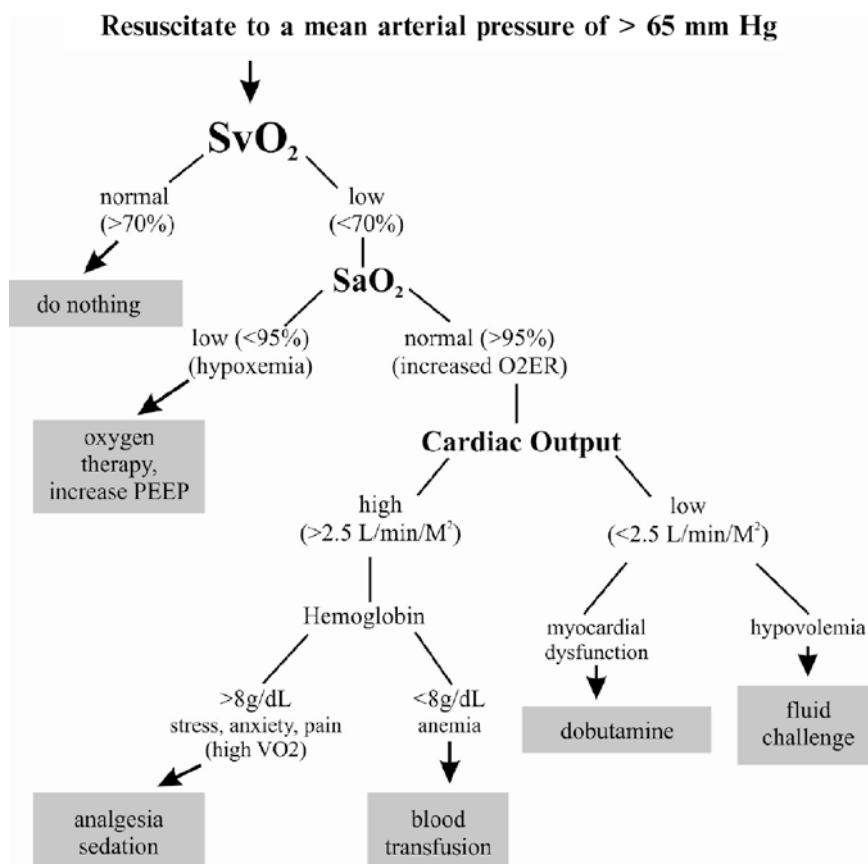 Resuscitate to a mean arterial pressure of > 65 mm Hg
SvO₂
normal
(>70%)
low
(<70%)
do nothing
SaO₂
low (<95%)
(hypoxemia)
normal (>95%)
(increased O2ER)
oxygen
therapy,
increase PEEP
Cardiac Output
high
(>2.5 L/min/M²)
low
(<2.5 L/min/M²)
Hemoglobin
myocardial
dysfunction
hypovolemia
>8g/dL
stress, anxiety, pain
(high VO2)
<8g/dL
anemia
dobutamine
fluid
challenge
analgesia
sedation
blood
transfusion